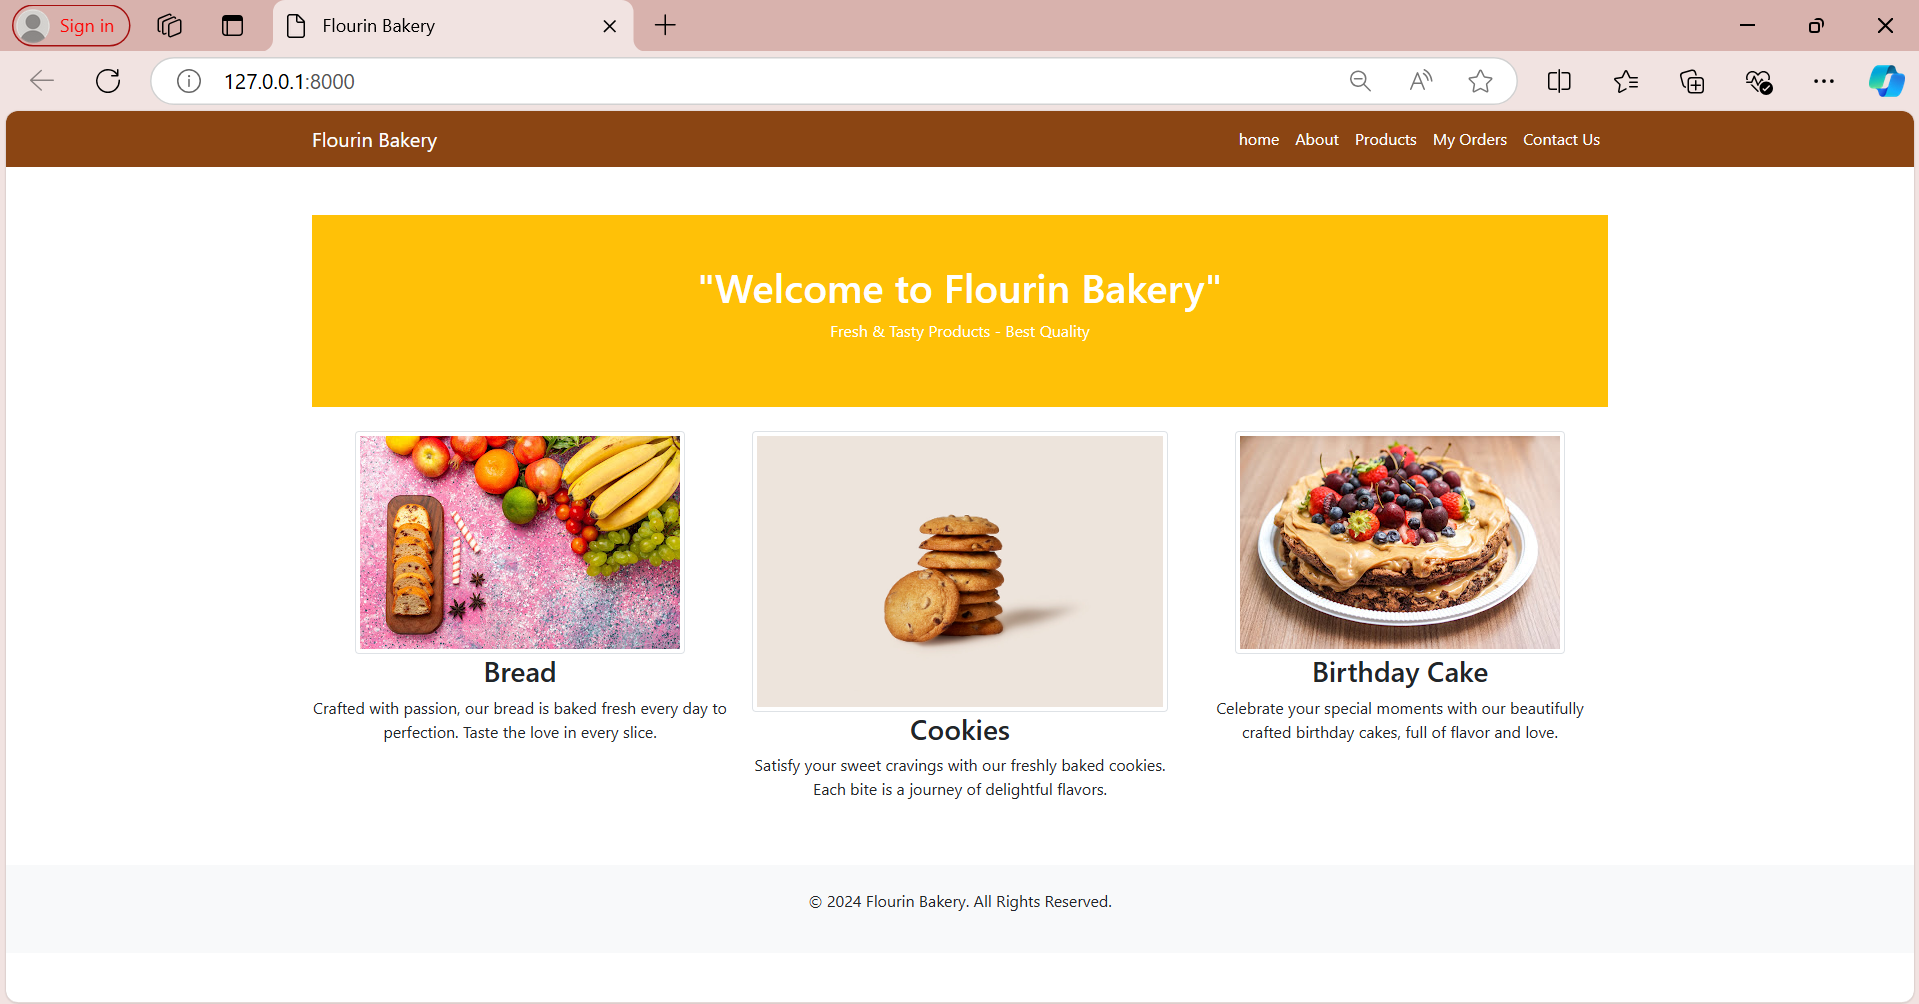 Sign in
Flourin Bakery
127.0.0.1:8000
Flourin Bakery
home About Products My Orders Contact Us
"Welcome to Flourin Bakery"
Fresh & Tasty Products - Best Quality
Bread
Crafted with passion, our bread is baked fresh every day to
perfection. Taste the love in every slice.
Cookies
Satisfy your sweet cravings with our freshly baked cookies.
Each bite is a journey of delightful flavors.
Birthday Cake
Celebrate your special moments with our beautifully
crafted birthday cakes, full of flavor and love.
© 2024 Flourin Bakery. All Rights Reserved.